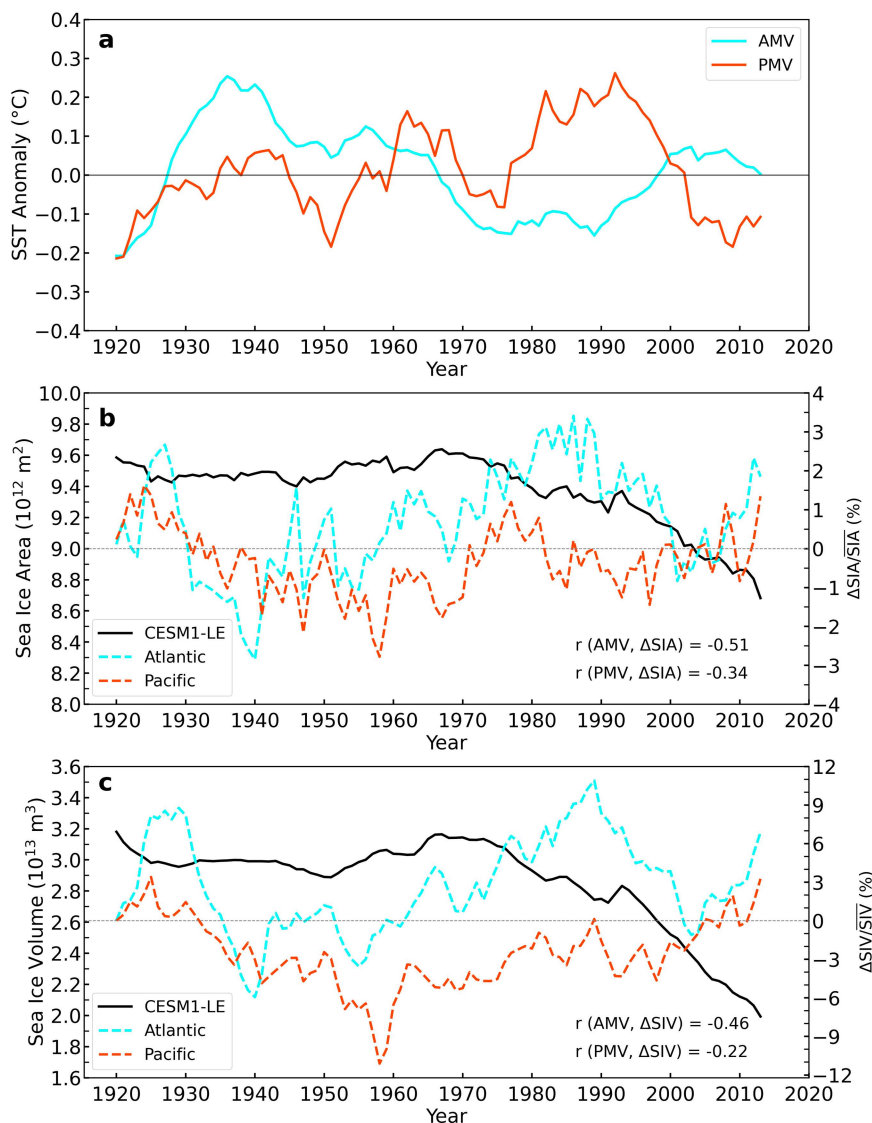 a
AMV
PMV
SST Anomaly (°C)
0.4
0.3
0.2
0.1
0.0
−0.1
−0.2
−0.3
−0.4
1920 1930 1940 1950 1960 1970 1980 1990 2000 2010 2020
Year
b
Sea Ice Area (10¹² m²)
10.0
9.8
9.6
9.4
9.2
9.0
8.8
8.6
8.4
8.2
8.0
CESM1-LE
Atlantic
Pacific
r (AMV, ΔSIA) = -0.51
r (PMV, ΔSIA) = -0.34
4
3
2
1
0
−1
−2
−3
−4
ΔSIA/S̅I̅A̅ (%)
1920 1930 1940 1950 1960 1970 1980 1990 2000 2010 2020
Year
c
Sea Ice Volume (10¹³ m³)
3.6
3.4
3.2
3.0
2.8
2.6
2.4
2.2
2.0
1.8
1.6
CESM1-LE
Atlantic
Pacific
r (AMV, ΔSIV) = -0.46
r (PMV, ΔSIV) = -0.22
12
9
6
3
0
−3
−6
−9
−12
ΔSIV/S̅I̅V̅ (%)
1920 1930 1940 1950 1960 1970 1980 1990 2000 2010 2020
Year